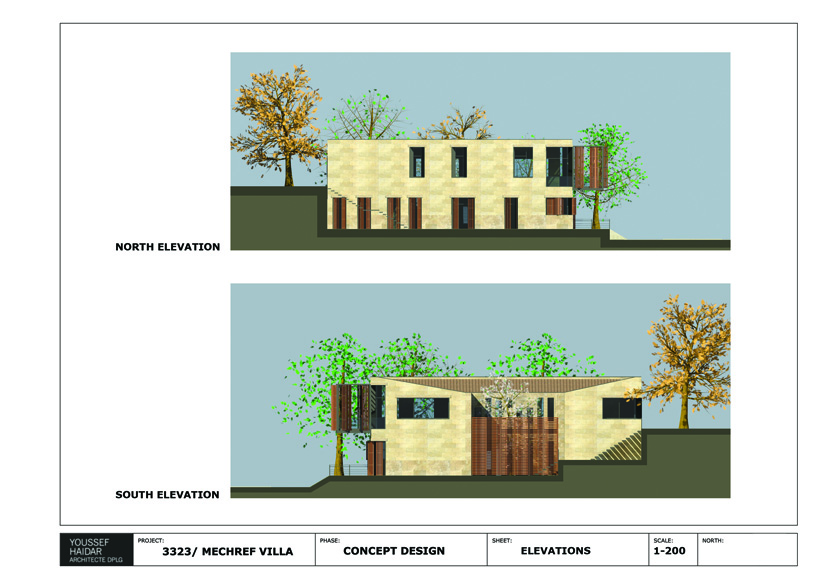 NORTH ELEVATION
SOUTH ELEVATION
YOUSSEF
HAIDAR
ARCHITECTE DPLG
PROJECT:
3323/ MECHREF VILLA
PHASE:
CONCEPT DESIGN
SHEET:
ELEVATIONS
SCALE:
1-200
NORTH: